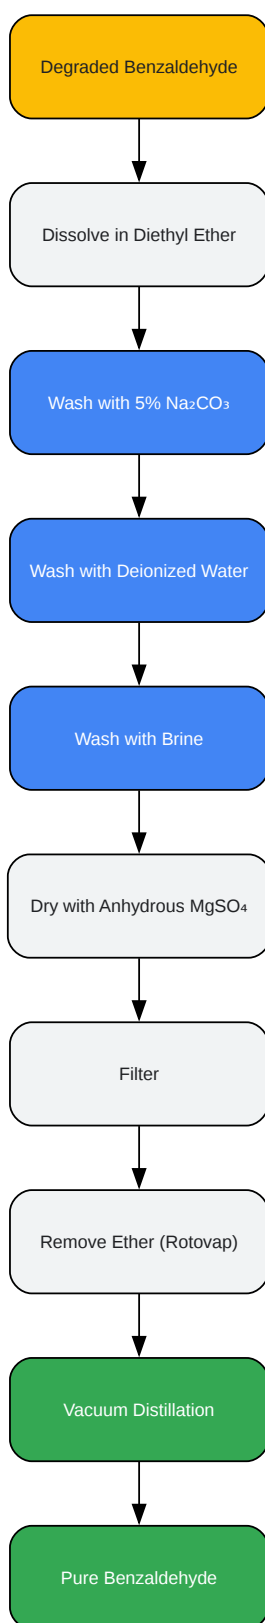 Degraded Benzaldehyde
Dissolve in Diethyl Ether
Wash with 5% Na₂CO₃
Wash with Deionized Water
Wash with Brine
Dry with Anhydrous MgSO₄
Filter
Remove Ether (Rotovap)
Vacuum Distillation
Pure Benzaldehyde